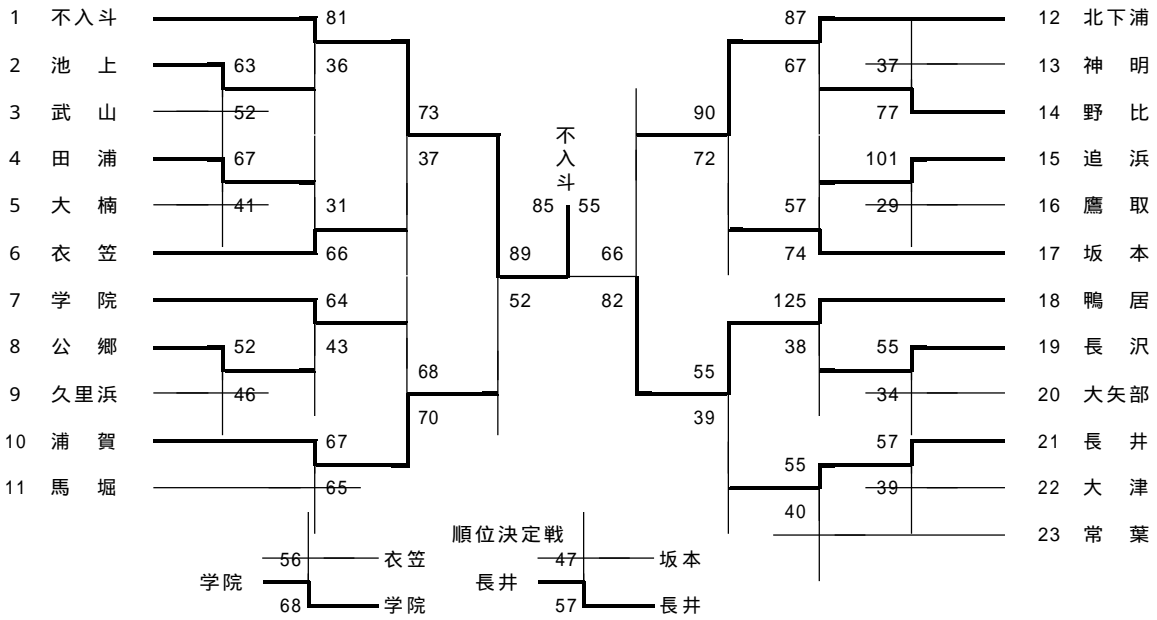 1 不入斗 81 87 12 北下浦
2 池上 63 36 67 37 13 神明
3 武山 52 73 90 77 14 野比
不入斗
4 田浦 67 37 72 101 15 追浜
5 大楠 41 31 85 55 57 29 16 鷹取
6 衣笠 66 89 66 74 17 坂本
7 学院 64 52 82 125 18 鴨居
8 公郷 52 43 38 55 19 長沢
68 55
9 久里浜 46 34 20 大矢部
10 浦賀 67 70 39 57 21 長井
55
11 馬堀 65 39 22 大津
40
順位決定戦 23 常葉
56 衣笠 47 坂本
学院 長井
68 学院 57 長井